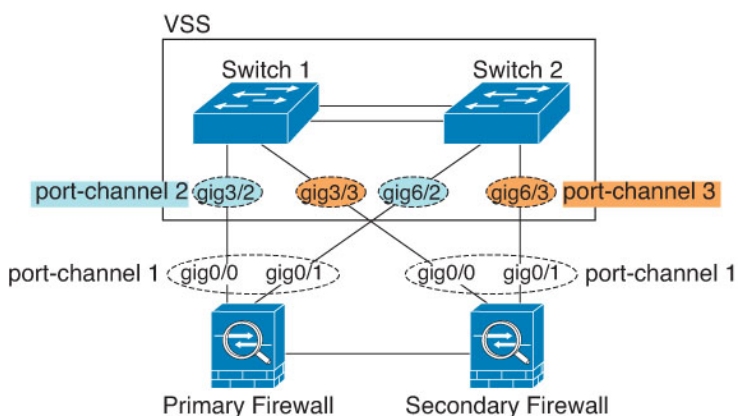 VSS
Switch 1 Switch 2
port-channel 2 gig3/2 gig3/3 gig6/2 gig6/3 port-channel 3
port-channel 1 gig0/0 gig0/1 gig0/0 gig0/1 port-channel 1
Primary Firewall Secondary Firewall